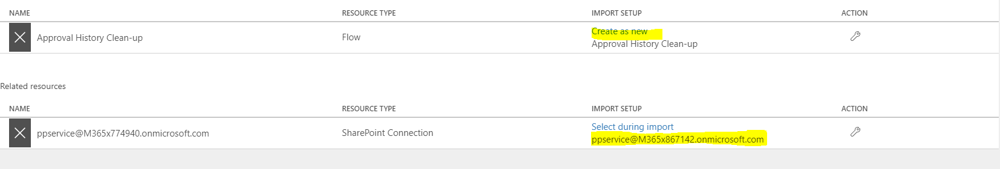 NAME RESOURCE TYPE IMPORT SETUP ACTION
Create as new
Approval History Clean-up Flow
Approval History Clean-up
Related resources
NAME RESOURCE TYPE IMPORT SETUP ACTION
Select during import
ppservice@M365x774940.onmicrosoft.com SharePoint Connection
ppservice@M365x867142.onmicrosoft.com